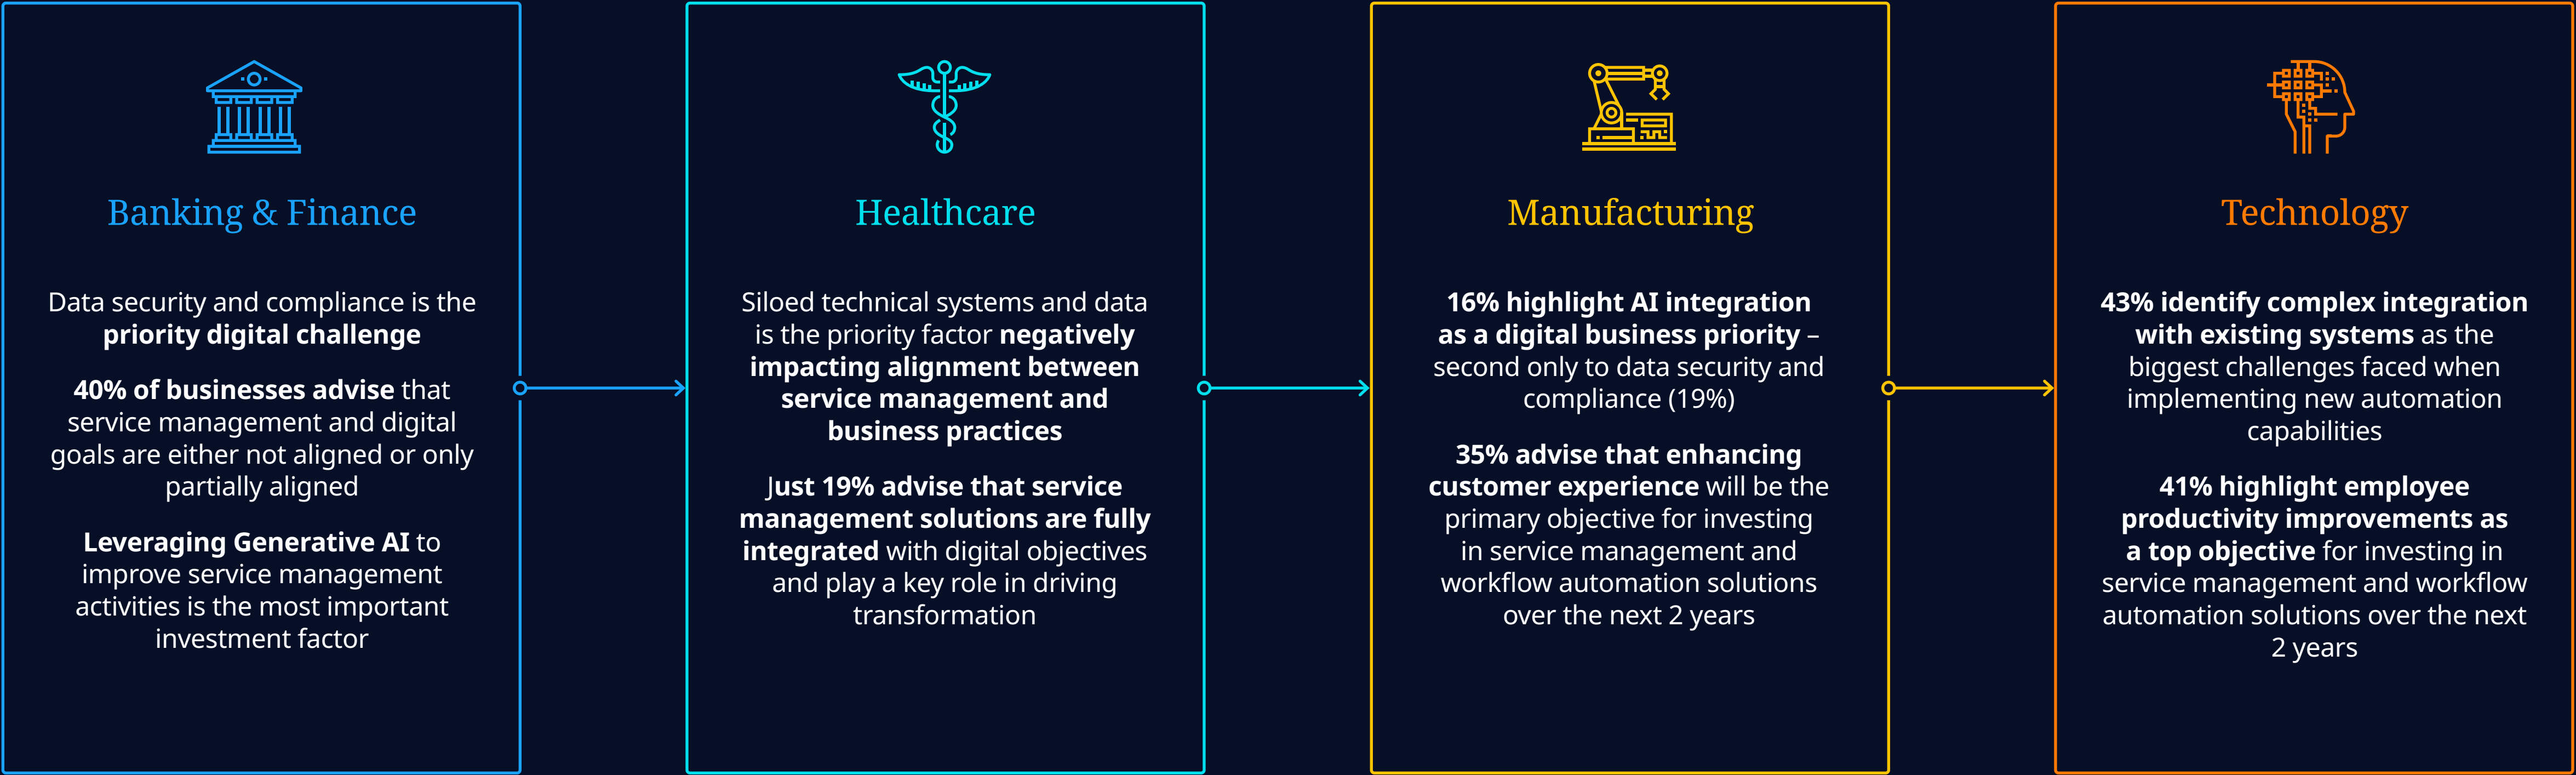 Banking & Finance
Data security and compliance is the
priority digital challenge
40% of businesses advise that
service management and digital
goals are either not aligned or only
partially aligned
Leveraging Generative AI to
improve service management
activities is the most important
investment factor
Healthcare
Siloed technical systems and data
is the priority factor negatively
impacting alignment between
service management and
business practices
Just 19% advise that service
management solutions are fully
integrated with digital objectives
and play a key role in driving
transformation
Manufacturing
16% highlight AI integration
as a digital business priority –
second only to data security and
compliance (19%)
35% advise that enhancing
customer experience will be the
primary objective for investing
in service management and
workflow automation solutions
over the next 2 years
Technology
43% identify complex integration
with existing systems as the
biggest challenges faced when
implementing new automation
capabilities
41% highlight employee
productivity improvements as
a top objective for investing in
service management and workflow
automation solutions over the next
2 years